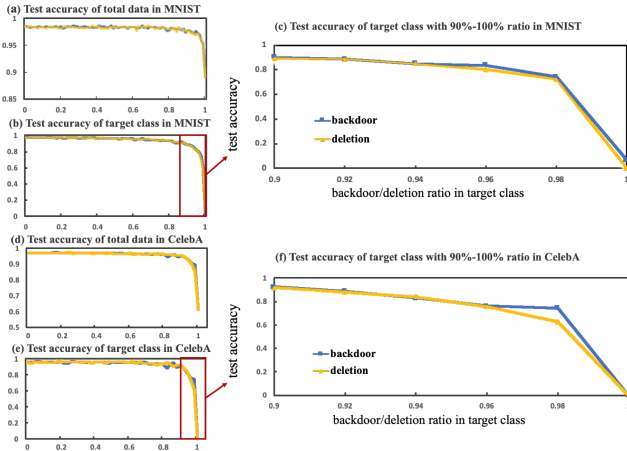 (a) Test accuracy of total data in MNIST
1
0.95
0.9
0.85
0 0.2 0.4 0.6 0.8 1
(b) Test accuracy of target class in MNIST
1
0.8
0.6
0.4
0.2
0
0 0.2 0.4 0.6 0.8 1
(c) Test accuracy of target class with 90%-100% ratio in MNIST
test accuracy
1
0.8
0.6
0.4
0.2
0
backdoor
deletion
0.9 0.92 0.94 0.96 0.98 1
backdoor/deletion ratio in target class
(d) Test accuracy of total data in CelebA
1
0.9
0.8
0.7
0.6
0.5
0 0.2 0.4 0.6 0.8 1
(e) Test accuracy of target class in CelebA
1
0.8
0.6
0.4
0.2
0
0 0.2 0.4 0.6 0.8 1
(f) Test accuracy of target class with 90%-100% ratio in CelebA
test accuracy
1
0.8
0.6
0.4
0.2
0
backdoor
deletion
0.9 0.92 0.94 0.96 0.98 1
backdoor/deletion ratio in target class